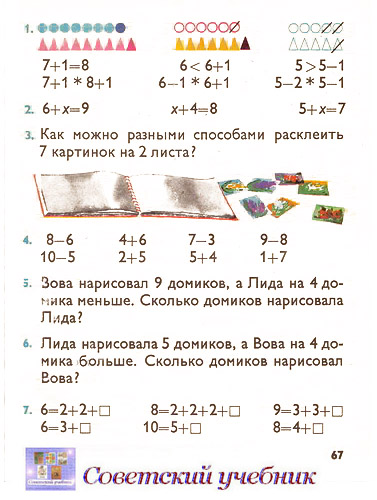 1.
7+1=8 6<6+1 5>5−1
7+1 * 8+1 6−1 * 6+1 5−2 * 5−1
2. 6+x=9 x+4=8 5+x=7
3. Как можно разными способами расклеить
7 картинок на 2 листа?
4. 8−6 4+6 7−3 9−8
10−5 2+5 5+4 1+7
5. Вова нарисовал 9 домиков, а Лида на 4 до-
мика меньше. Сколько домиков нарисовала
Лида?
6. Лида нарисовала 5 домиков, а Вова на 4 до-
мика больше. Сколько домиков нарисовал
Вова?
7. 6=2+2+□ 8=2+2+2+□ 9=3+3+□
6=3+□ 10=5+□ 8=4+□
67
Советский учебник